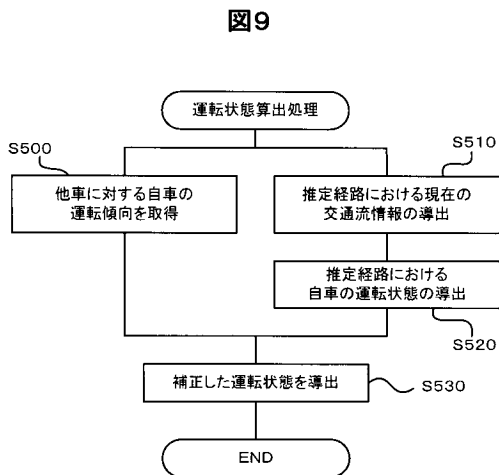 図9
運転状態算出処理
S500
他車に対する自車の
運転傾向を取得
S510
推定経路における現在の
交通流情報の導出
推定経路における
自車の運転状態の導出
S520
補正した運転状態を導出
S530
END